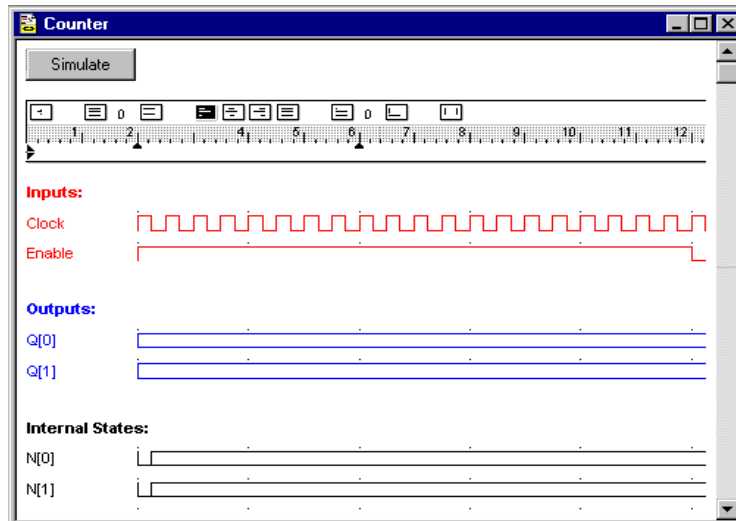 Counter
Simulate
0 0
1 2 4 5 6 7 8 9 10 11 12
Inputs:
Clock
Enable
Outputs:
Q[0]
Q[1]
Internal States:
N[0]
N[1]